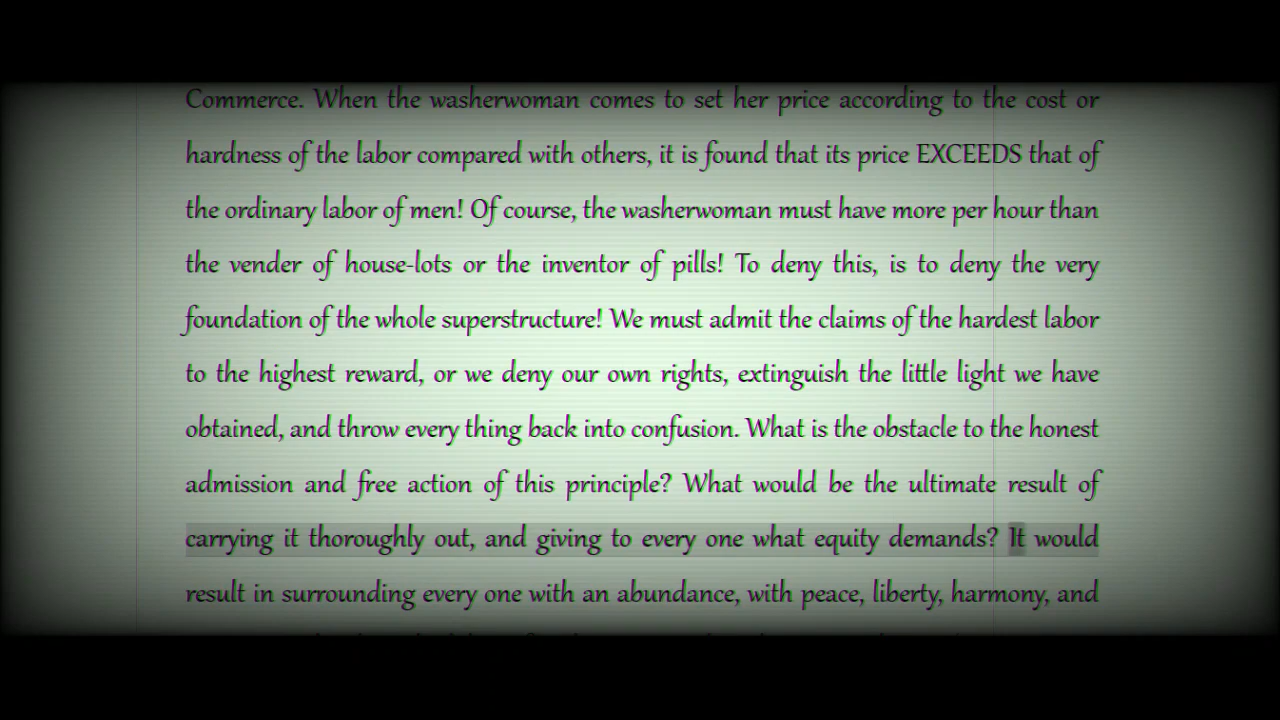 Commerce. When the washerwoman comes to set her price according to the cost or
hardness of the labor compared with others, it is found that its price EXCEEDS that of
the ordinary labor of men! Of course, the washerwoman must have more per hour than
the vender of house-lots or the inventor of pills! To deny this, is to deny the very
foundation of the whole superstructure! We must admit the claims of the hardest labor
to the highest reward, or we deny our own rights, extinguish the little light we have
obtained, and throw every thing back into confusion. What is the obstacle to the honest
admission and free action of this principle? What would be the ultimate result of
carrying it thoroughly out, and giving to every one what equity demands? It would
result in surrounding every one with an abundance, with peace, liberty, harmony, and